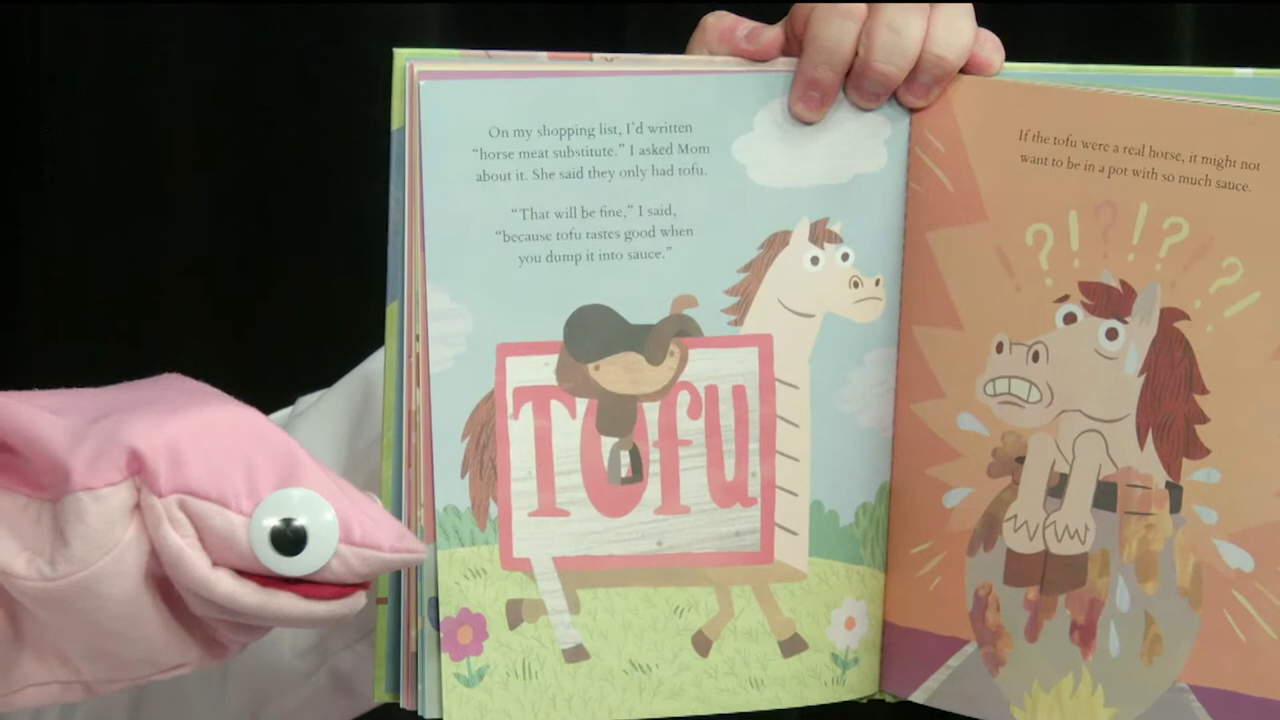 On my shopping list, I'd written
“horse meat substitute.” I asked Mom
about it. She said they only had tofu.
“That will be fine,” I said,
“because tofu tastes good when
you dump it into sauce.”
TOfu
If the tofu were a real horse, it might not
want to be in a pot with so much sauce.
?!?!?!?!